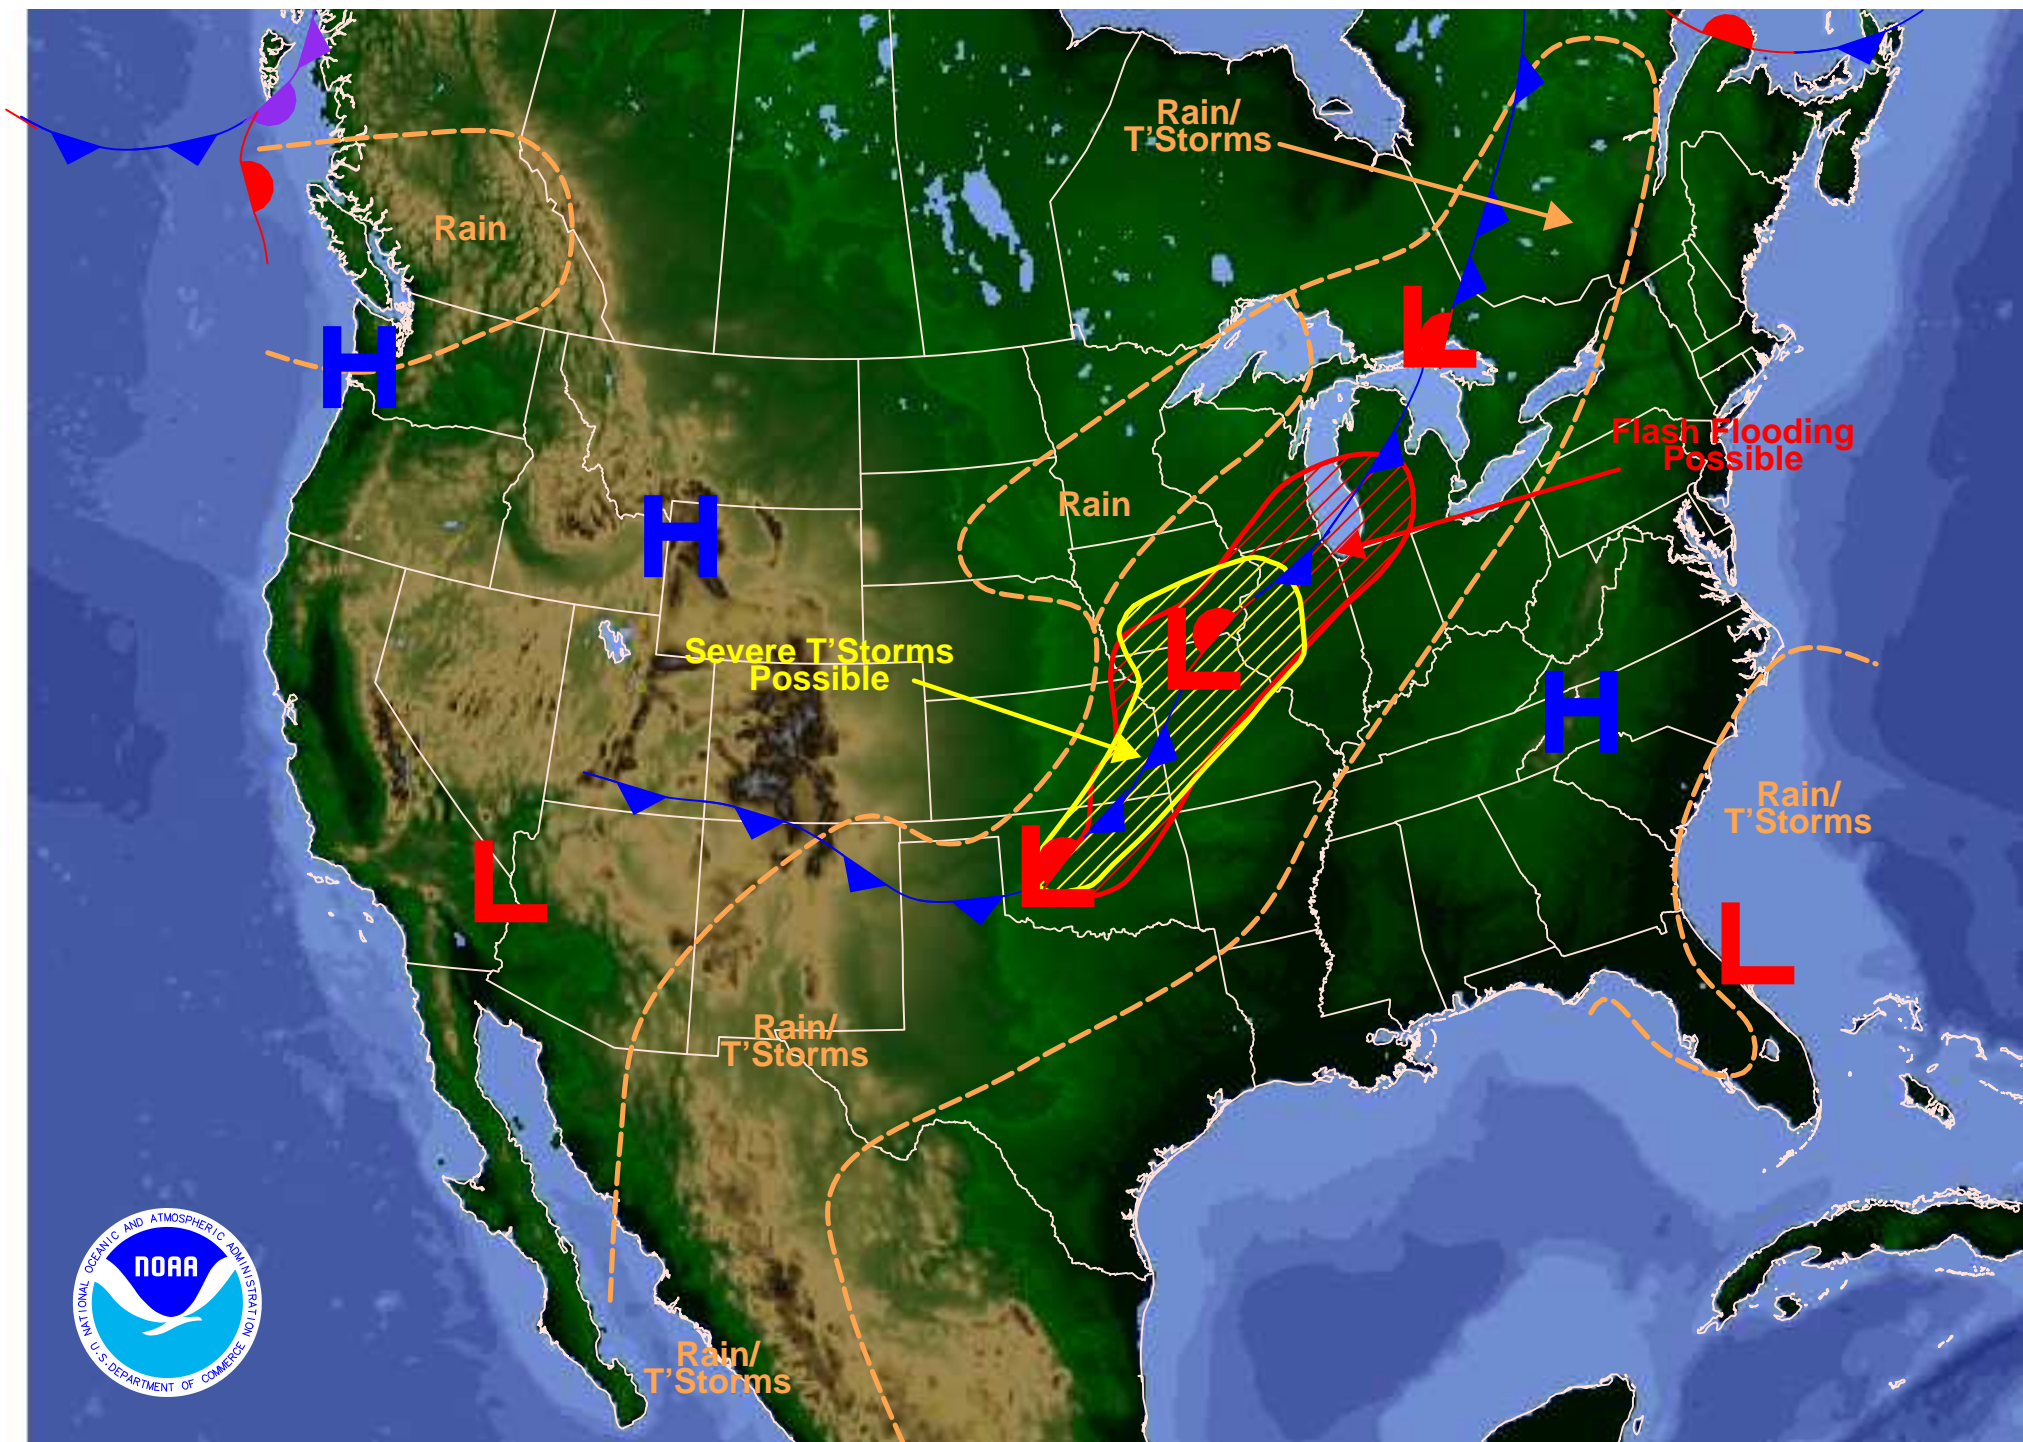 Rain/
T'Storms
Rain
H
L
Flash Flooding
Possible
H
Rain
Severe T'Storms
Possible
L
H
Rain/
T'Storms
L
L
L
Rain/
T'Storms
NATIONAL OCEANIC AND ATMOSPHERIC ADMINISTRATION
NOAA
U.S. DEPARTMENT OF COMMERCE
Rain/
T'Storms